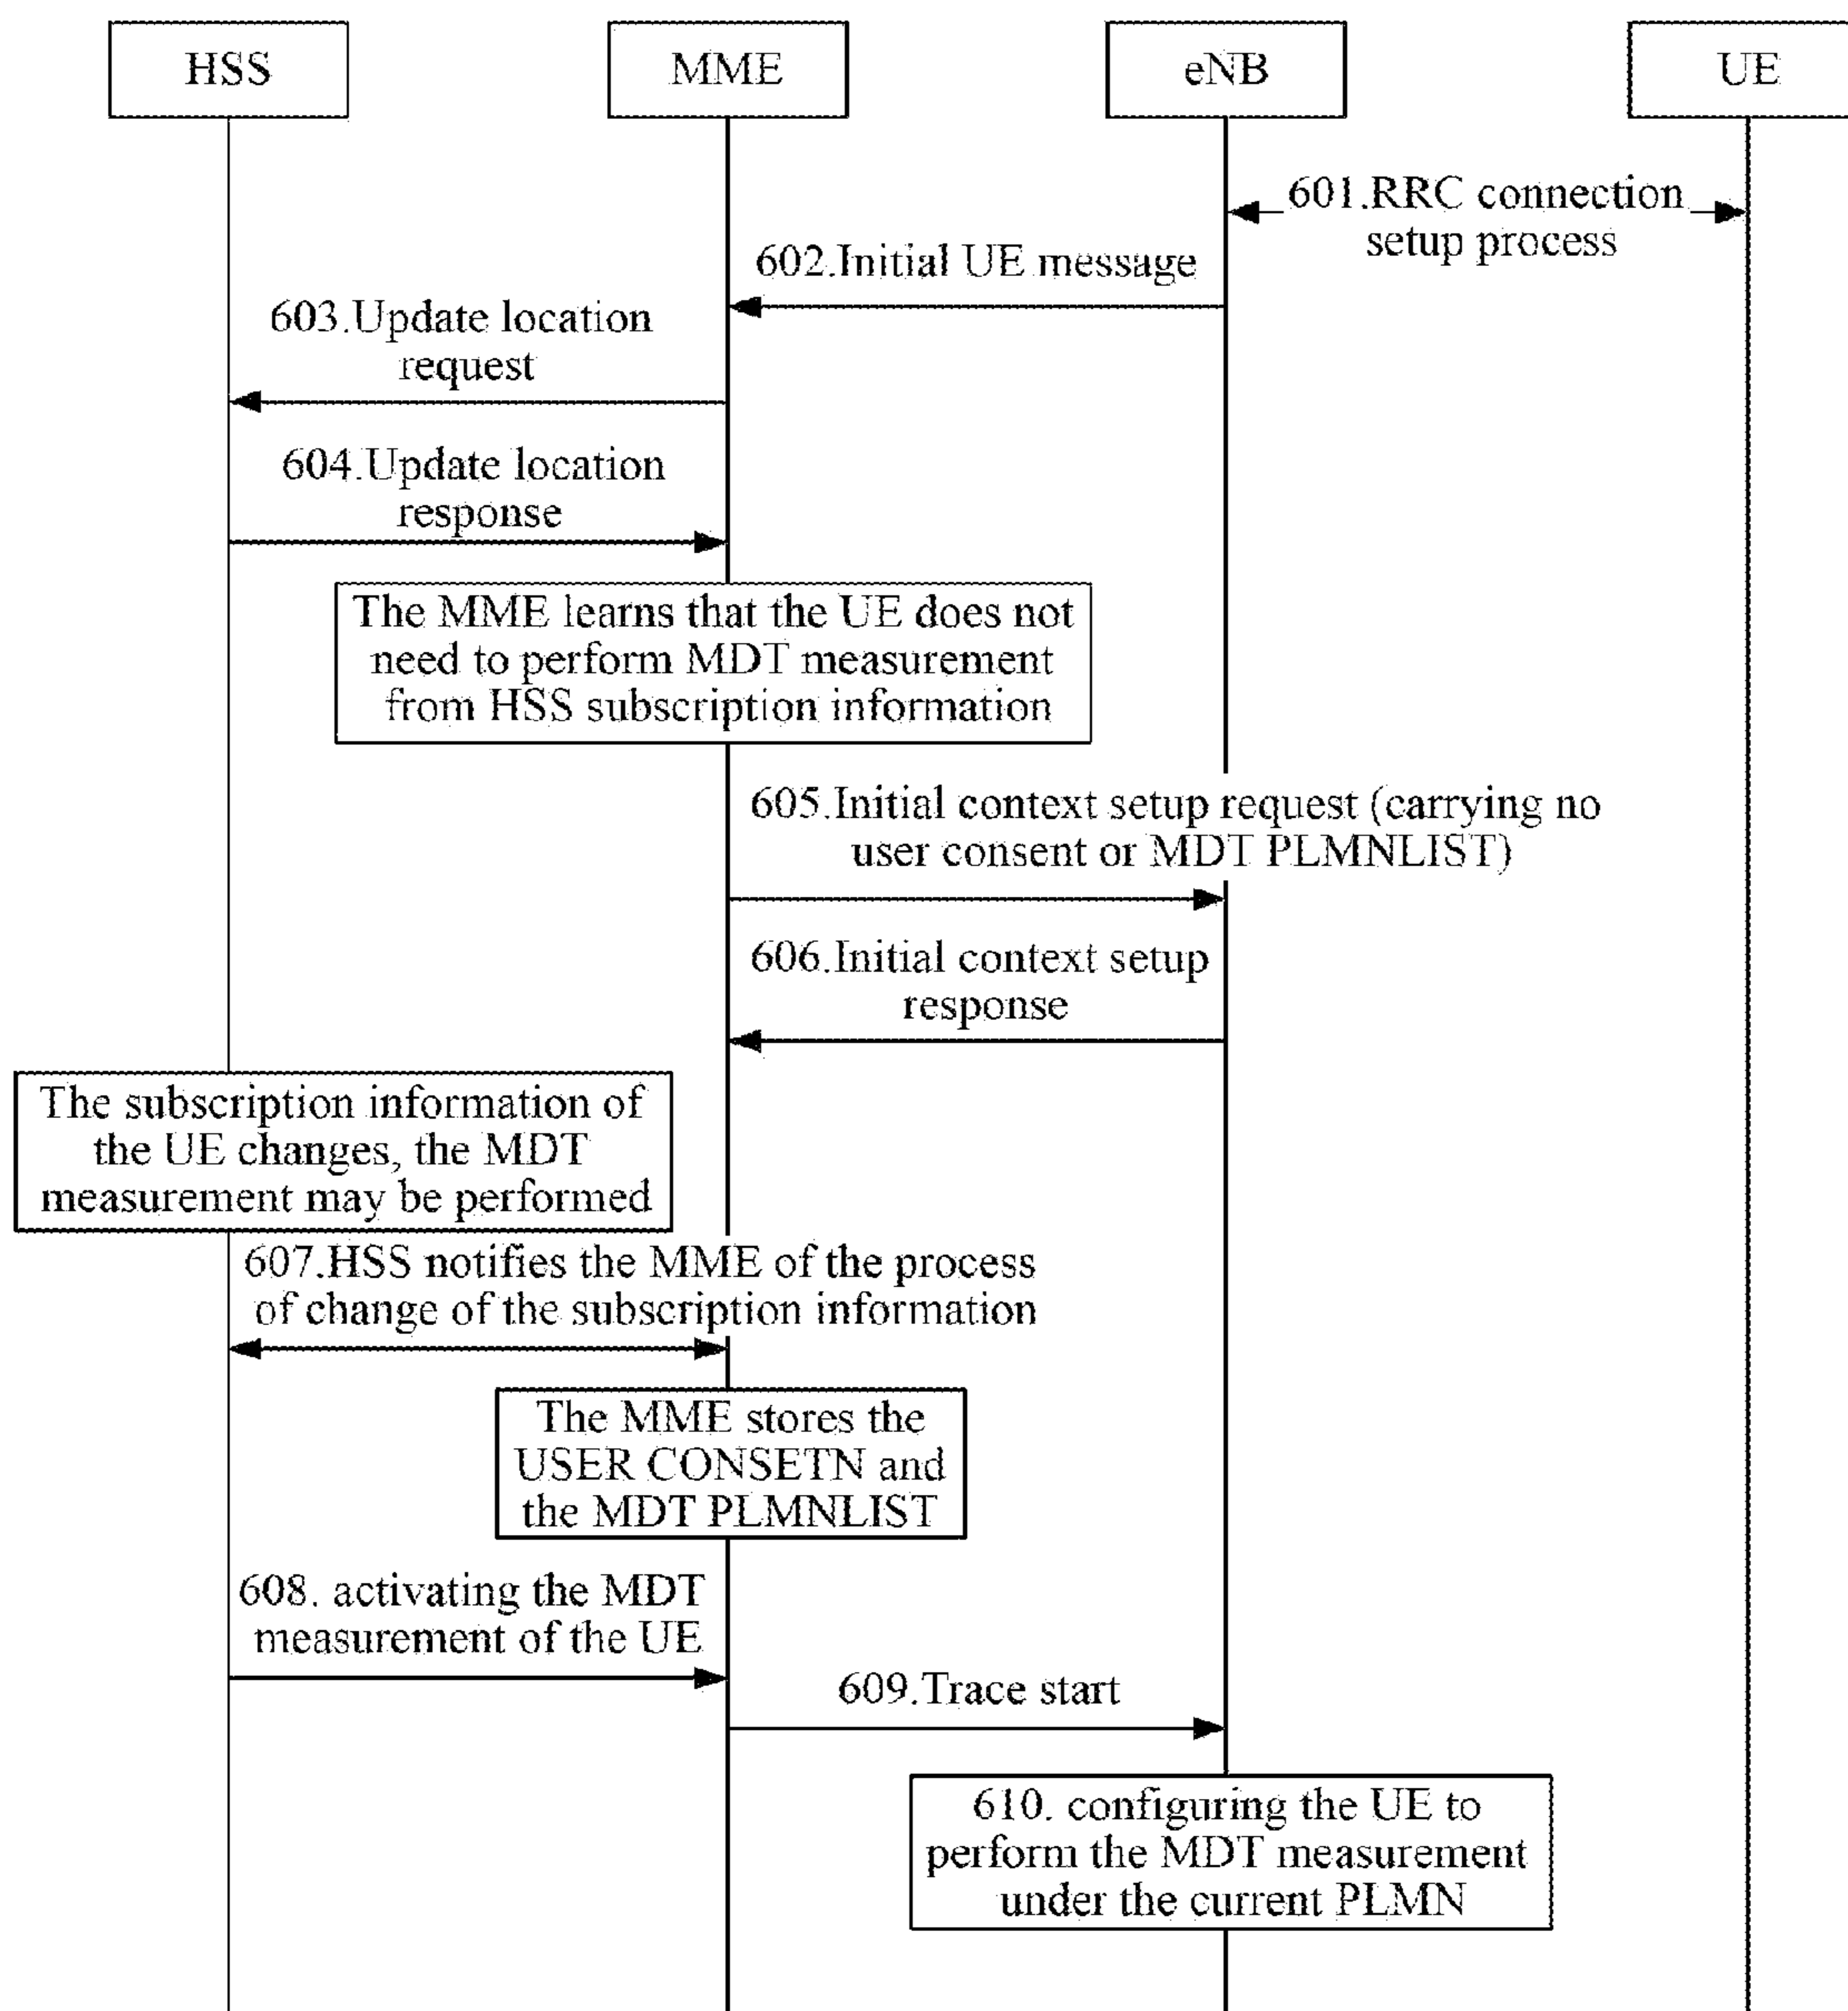 HSS
MME
eNB
UE
601.RRC connection
setup process
602.Initial UE message
603.Update location
request
604.Update location
response
The MME learns that the UE does not
need to perform MDT measurement
from HSS subscription information
605.Initial context setup request (carrying no
user consent or MDT PLMNLIST)
606.Initial context setup
response
The subscription information of
the UE changes, the MDT
measurement may be performed
607.HSS notifies the MME of the process
of change of the subscription information
The MME stores the
USER CONSETN and
the MDT PLMNLIST
608. activating the MDT
measurement of the UE
609.Trace start
610. configuring the UE to
perform the MDT measurement
under the current PLMN